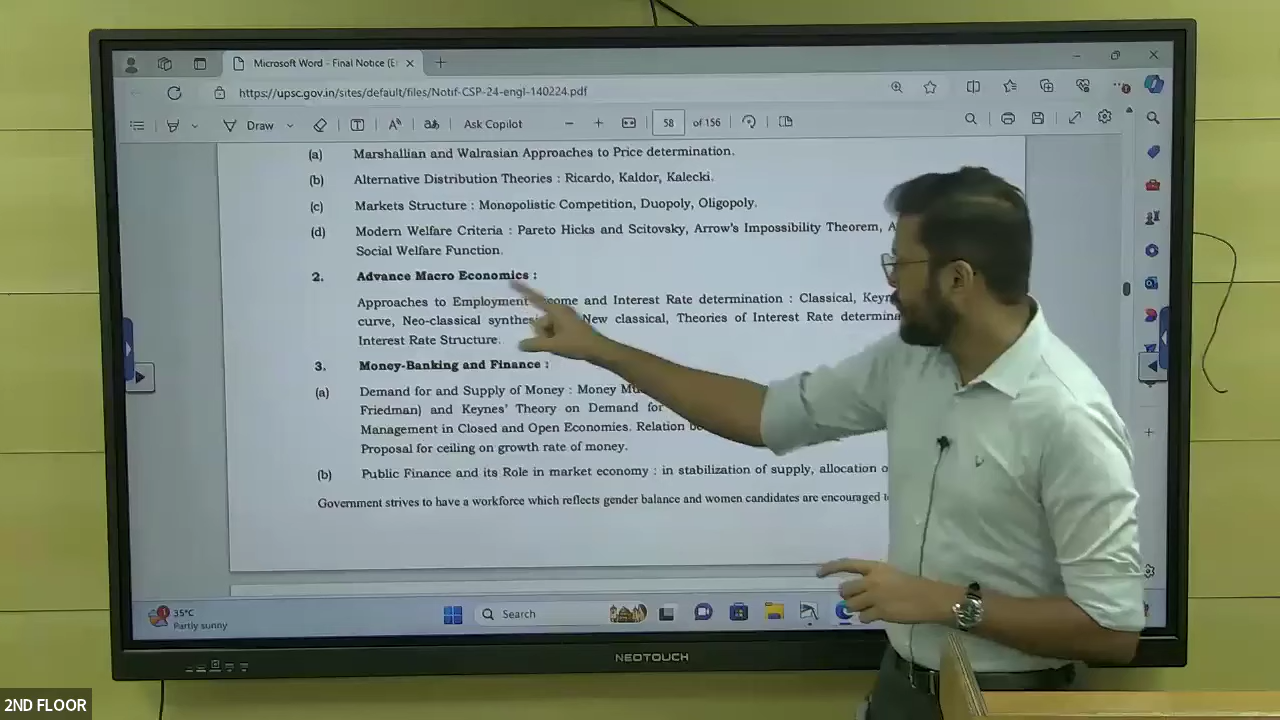 Microsoft Word - Final Notice (E
https://upsc.gov.in/sites/default/files/Notif-CSP-24-engl-140224.pdf
Draw
Ask Copilot
58 of 156
(a) Marshallian and Walrasian Approaches to Price determination.
(b) Alternative Distribution Theories : Ricardo, Kaldor, Kalecki.
(c) Markets Structure : Monopolistic Competition, Duopoly, Oligopoly.
(d) Modern Welfare Criteria : Pareto Hicks and Scitovsky, Arrow's Impossibility Theorem, A
Social Welfare Function.
2. Advance Macro Economics :
Approaches to Employment come and Interest Rate determination : Classical, Keyn
curve, Neo-classical synthesi New classical, Theories of Interest Rate determina
Interest Rate Structure.
3. Money-Banking and Finance :
(a) Demand for and Supply of Money : Money Mu
Friedman) and Keynes' Theory on Demand for
Management in Closed and Open Economies. Relation be
Proposal for ceiling on growth rate of money.
(b) Public Finance and its Role in market economy : in stabilization of supply, allocation o
Government strives to have a workforce which reflects gender balance and women candidates are encouraged t
35°C
Partly sunny
Search
NEOTOUCH
2ND FLOOR